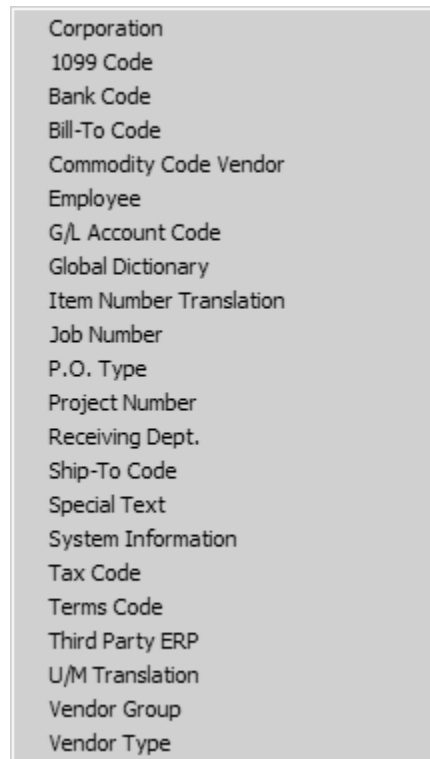 Corporation
1099 Code
Bank Code
Bill-To Code
Commodity Code Vendor
Employee
G/L Account Code
Global Dictionary
Item Number Translation
Job Number
P.O. Type
Project Number
Receiving Dept.
Ship-To Code
Special Text
System Information
Tax Code
Terms Code
Third Party ERP
U/M Translation
Vendor Group
Vendor Type